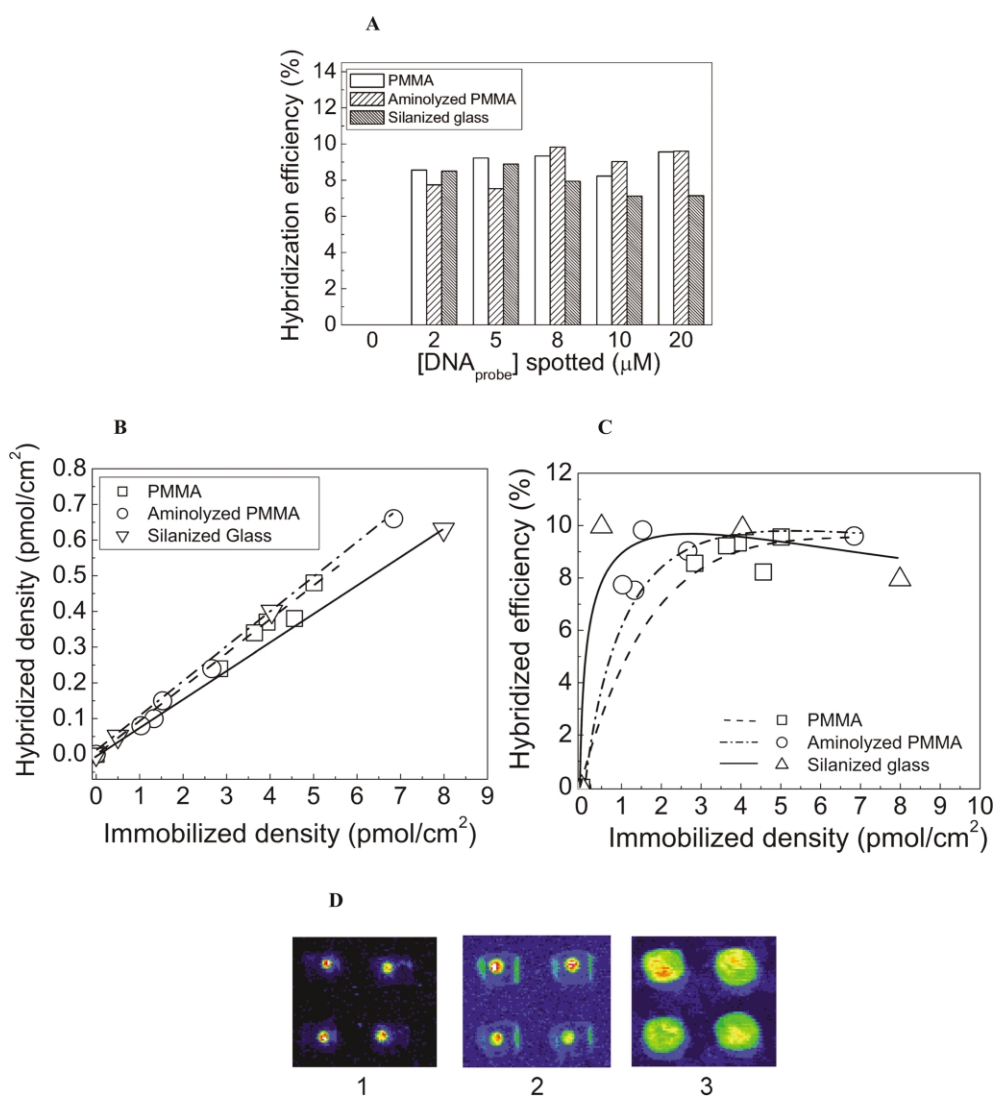 A
Hybridization efficiency (%)
14
12
10
8
6
4
2
0
PMMA
Aminolyzed PMMA
Silanized glass
0 2 5 8 10 20
[DNAprobe] spotted (μM)
B
Hybridized density (pmol/cm²)
0.8
0.7
0.6
0.5
0.4
0.3
0.2
0.1
0.0
PMMA
Aminolyzed PMMA
Silanized Glass
0 1 2 3 4 5 6 7 8 9
Immobilized density (pmol/cm²)
C
Hybridized efficiency (%)
12
10
8
6
4
2
0
PMMA
Aminolyzed PMMA
Silanized glass
0 1 2 3 4 5 6 7 8 9 10
Immobilized density (pmol/cm²)
D
1 2 3